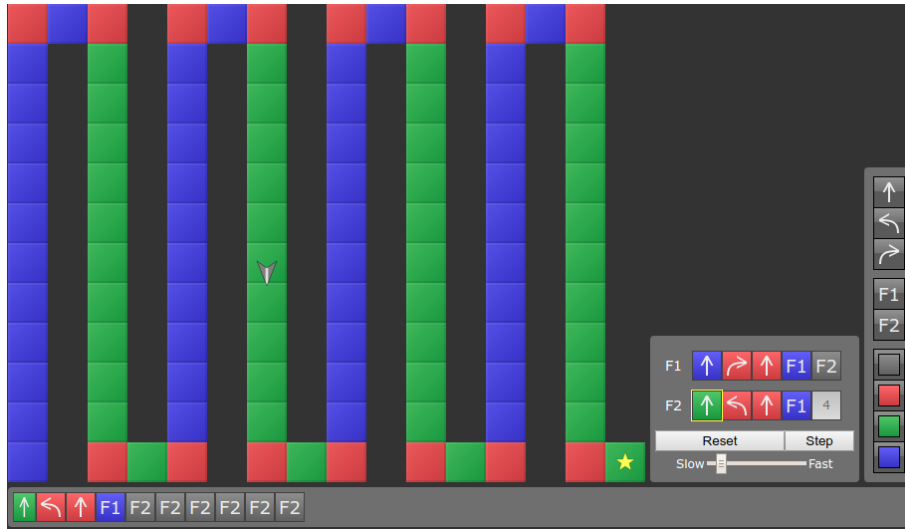 F1
F2
F1 F1 F2
F2 F1 4
Reset Step
Slow Fast
F1 F2 F2 F2 F2 F2 F2